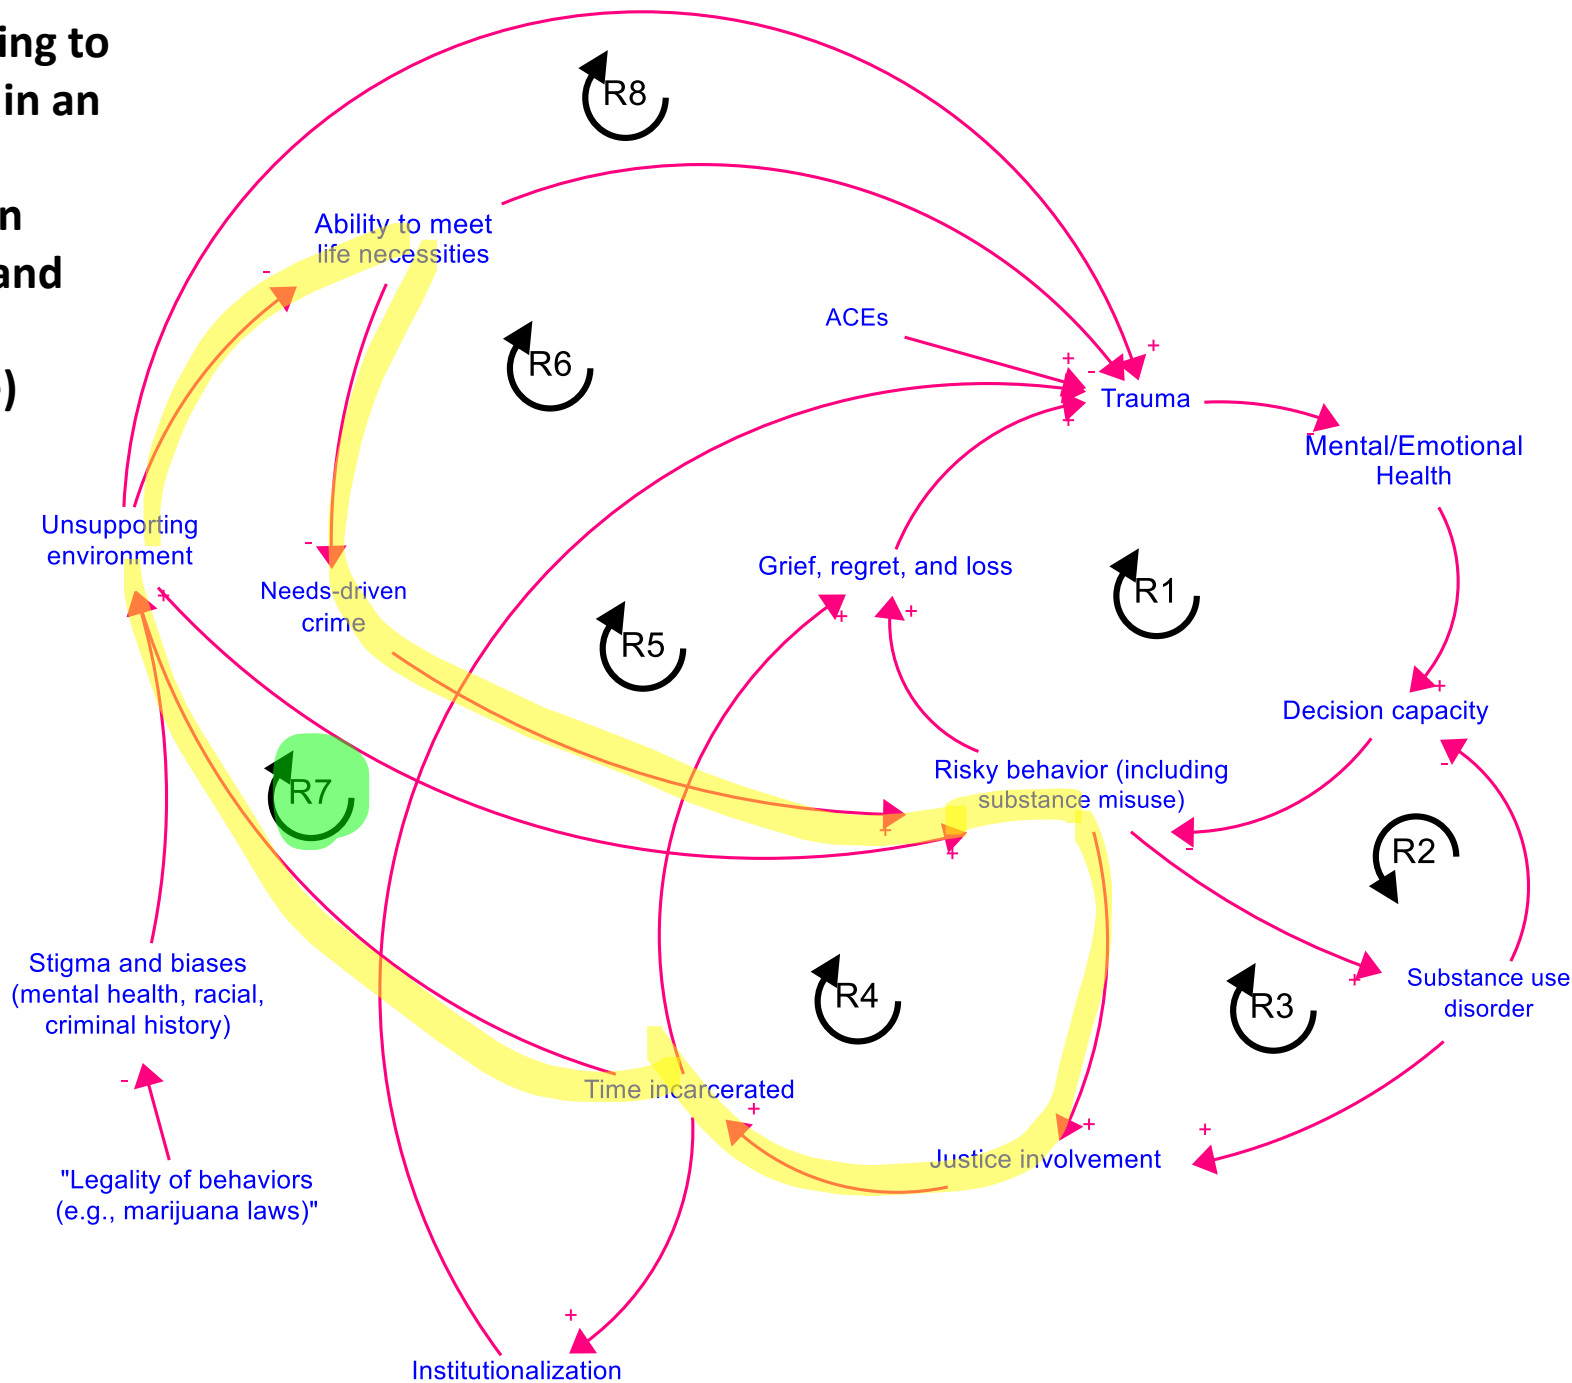 ing to
in an
n
and
)
R8
Ability to meet
life necessities
-
ACEs
R6
+
-
+
Trauma
+
-
Mental/Emotional
Health
Unsupporting
environment
-
Needs-driven
crime
+
Grief, regret, and loss
+
+
R1
R5
+
Decision capacity
-
R7
Risky behavior (including
substance misuse)
+
+
-
R2
Stigma and biases
(mental health, racial,
criminal history)
R4
R3
+
Substance use
disorder
-
"Legality of behaviors
(e.g., marijuana laws)"
Time incarcerated
+
+
Justice involvement
+
+
Institutionalization